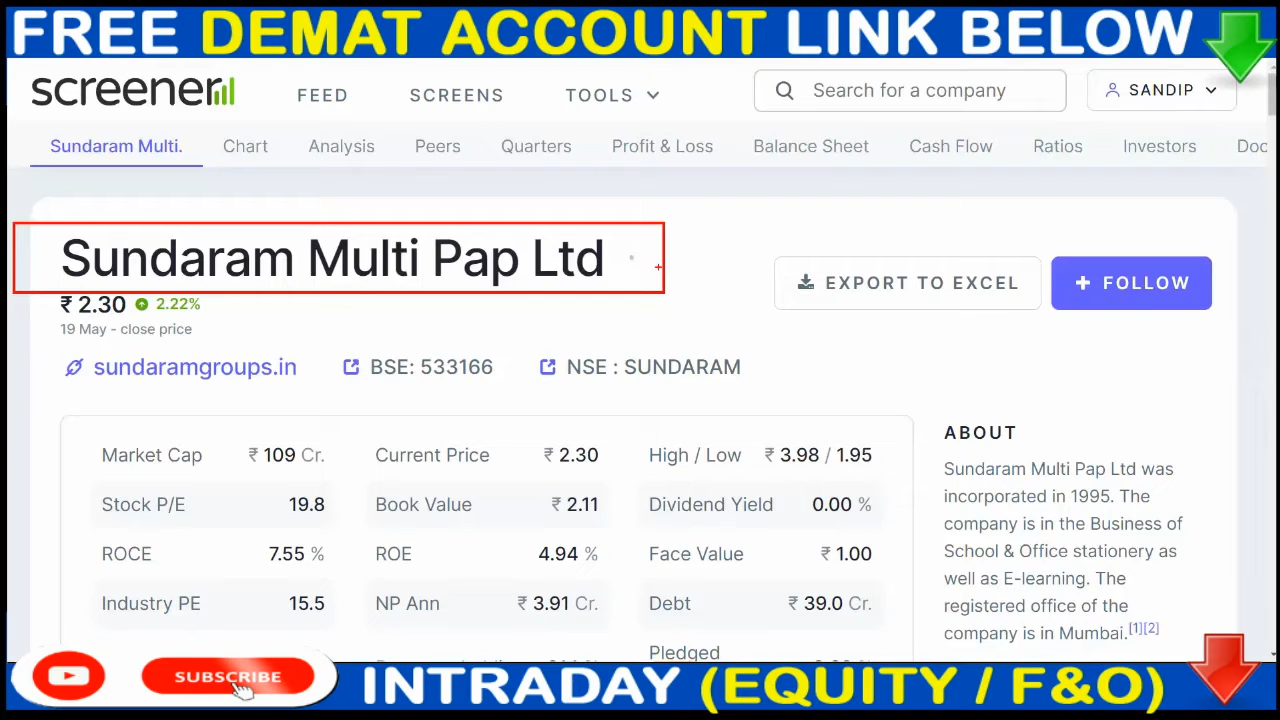 FREE DEMAT ACCOUNT LINK BELOW
screener
FEED SCREENS TOOLS
Search for a company
SANDIP
Sundaram Multi. Chart Analysis Peers Quarters Profit & Loss Balance Sheet Cash Flow Ratios Investors Doc
Sundaram Multi Pap Ltd
₹ 2.30 2.22%
19 May - close price
EXPORT TO EXCEL
+ FOLLOW
sundaramgroups.in BSE: 533166 NSE : SUNDARAM
Market Cap ₹ 109 Cr. Current Price ₹ 2.30 High / Low ₹ 3.98 / 1.95
Stock P/E 19.8 Book Value ₹ 2.11 Dividend Yield 0.00 %
ROCE 7.55 % ROE 4.94 % Face Value ₹ 1.00
Industry PE 15.5 NP Ann ₹ 3.91 Cr. Debt ₹ 39.0 Cr.
Pledged
ABOUT
Sundaram Multi Pap Ltd was
incorporated in 1995. The
company is in the Business of
School & Office stationery as
well as E-learning. The
registered office of the
company is in Mumbai.[1][2]
SUBSCRIBE
INTRADAY (EQUITY / F&O)